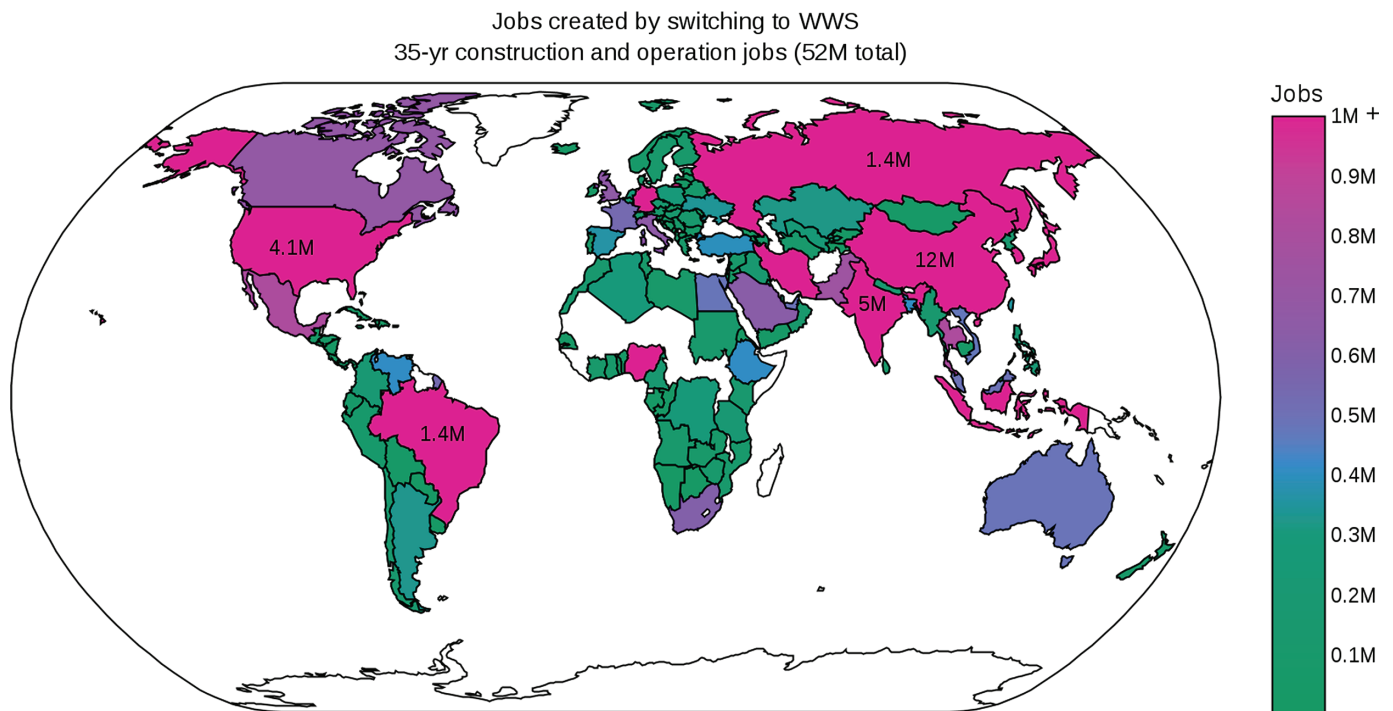 Jobs created by switching to WWS
35-yr construction and operation jobs (52M total)
Jobs
1M +
0.9M
0.8M
0.7M
0.6M
0.5M
0.4M
0.3M
0.2M
0.1M
1.4M
4.1M
12M
5M
1.4M